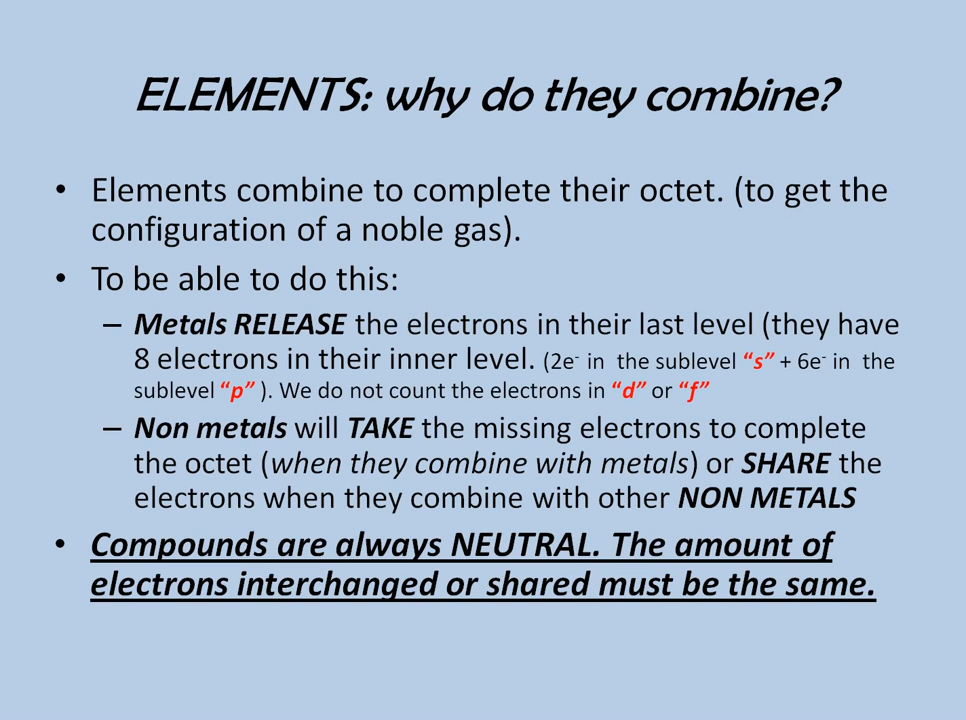 ELEMENTS: why do they combine?
• Elements combine to complete their octet. (to get the
configuration of a noble gas).
• To be able to do this:
– Metals RELEASE the electrons in their last level (they have
8 electrons in their inner level. (2e⁻ in the sublevel “s” + 6e⁻ in the
sublevel “p” ). We do not count the electrons in “d” or “f”
– Non metals will TAKE the missing electrons to complete
the octet (when they combine with metals) or SHARE the
electrons when they combine with other NON METALS
• Compounds are always NEUTRAL. The amount of
electrons interchanged or shared must be the same.